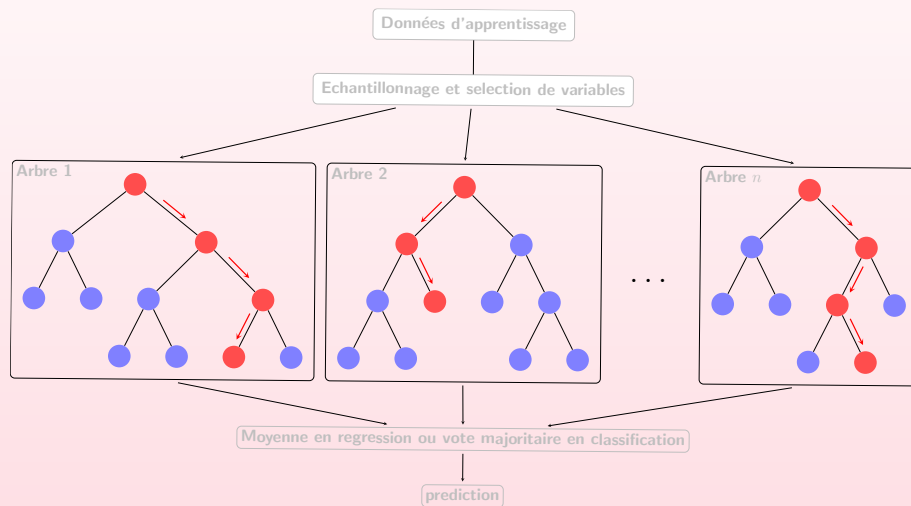 Données d'apprentissage
Echantillonnage et selection de variables
Arbre 1
Arbre 2
Arbre n
...
Moyenne en regression ou vote majoritaire en classification
prediction